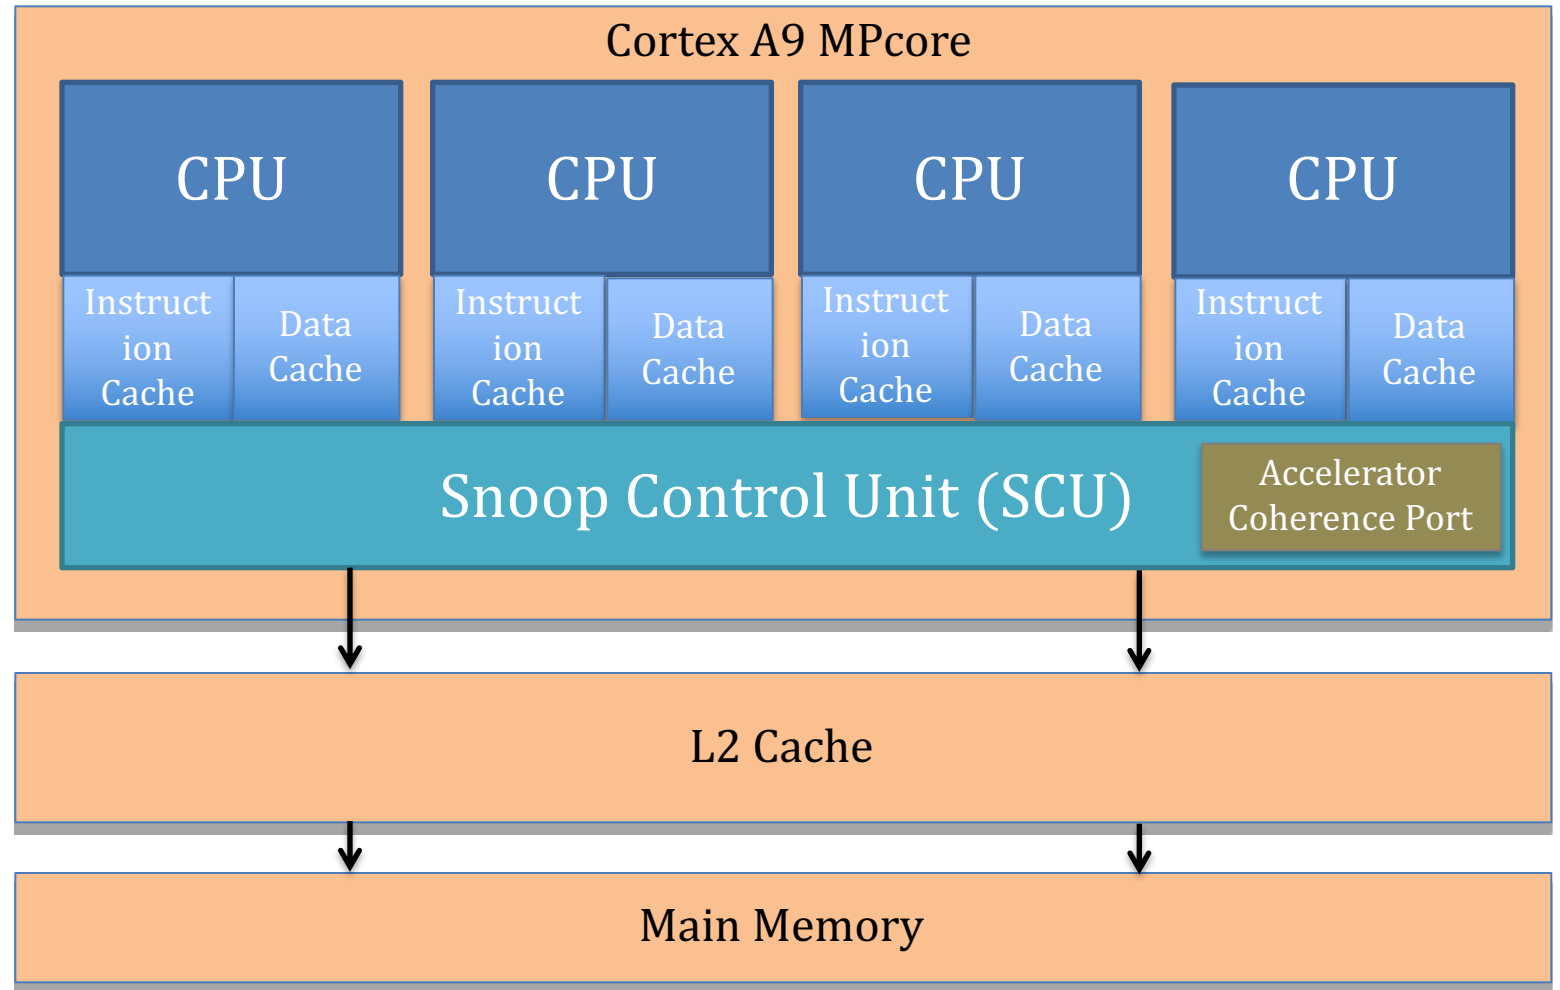 Cortex A9 MPcore
CPU
CPU
CPU
CPU
Instruct
ion
Cache
Data
Cache
Instruct
ion
Cache
Data
Cache
Instruct
ion
Cache
Data
Cache
Instruct
ion
Cache
Data
Cache
Snoop Control Unit (SCU)
Accelerator
Coherence Port
L2 Cache
Main Memory